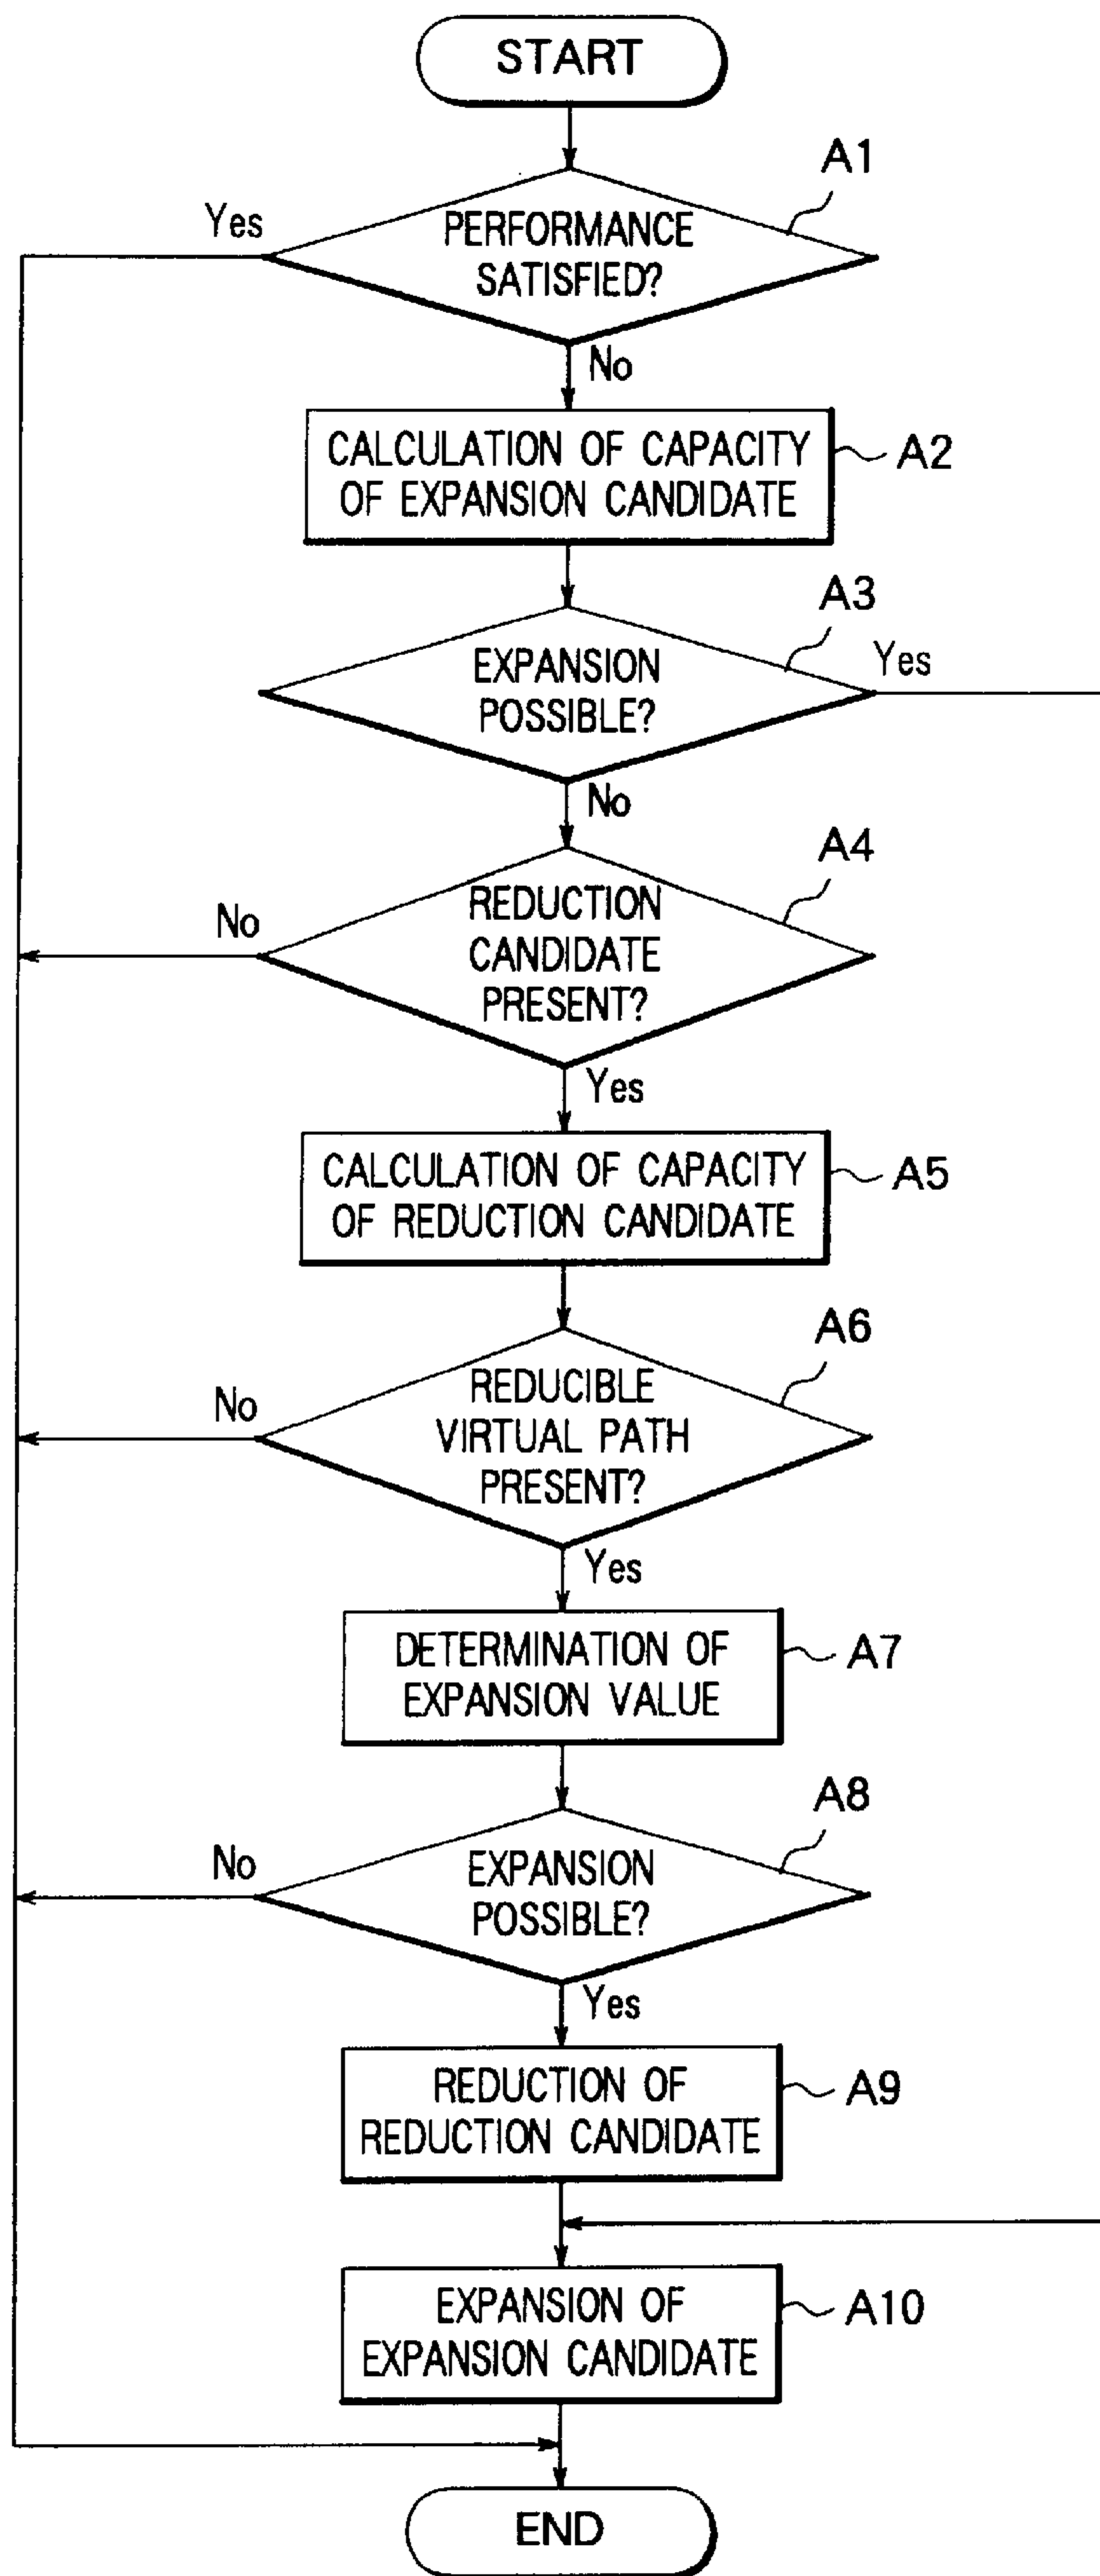 START
A1
Yes
PERFORMANCE
SATISFIED?
No
CALCULATION OF CAPACITY
OF EXPANSION CANDIDATE
A2
A3
EXPANSION
POSSIBLE?
Yes
No
A4
REDUCTION
CANDIDATE
PRESENT?
No
Yes
CALCULATION OF CAPACITY
OF REDUCTION CANDIDATE
A5
A6
REDUCIBLE
VIRTUAL PATH
PRESENT?
No
Yes
DETERMINATION OF
EXPANSION VALUE
A7
A8
EXPANSION
POSSIBLE?
No
Yes
REDUCTION OF
REDUCTION CANDIDATE
A9
EXPANSION OF
EXPANSION CANDIDATE
A10
END